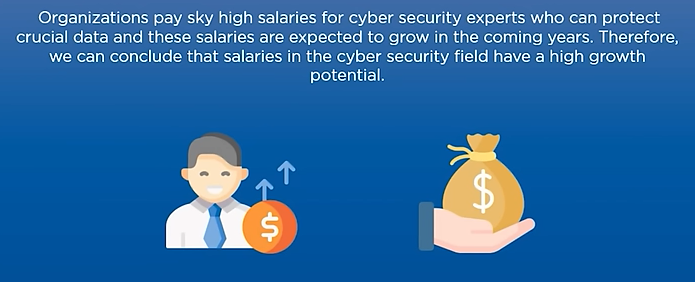 Organizations pay sky high salaries for cyber security experts who can protect
crucial data and these salaries are expected to grow in the coming years. Therefore,
we can conclude that salaries in the cyber security field have a high growth
potential.
$
$